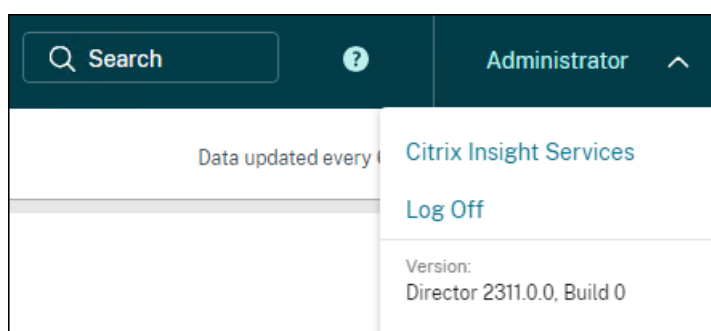 Search
?
Administrator
Data updated every
Citrix Insight Services
Log Off
Version:
Director 2311.0.0, Build 0